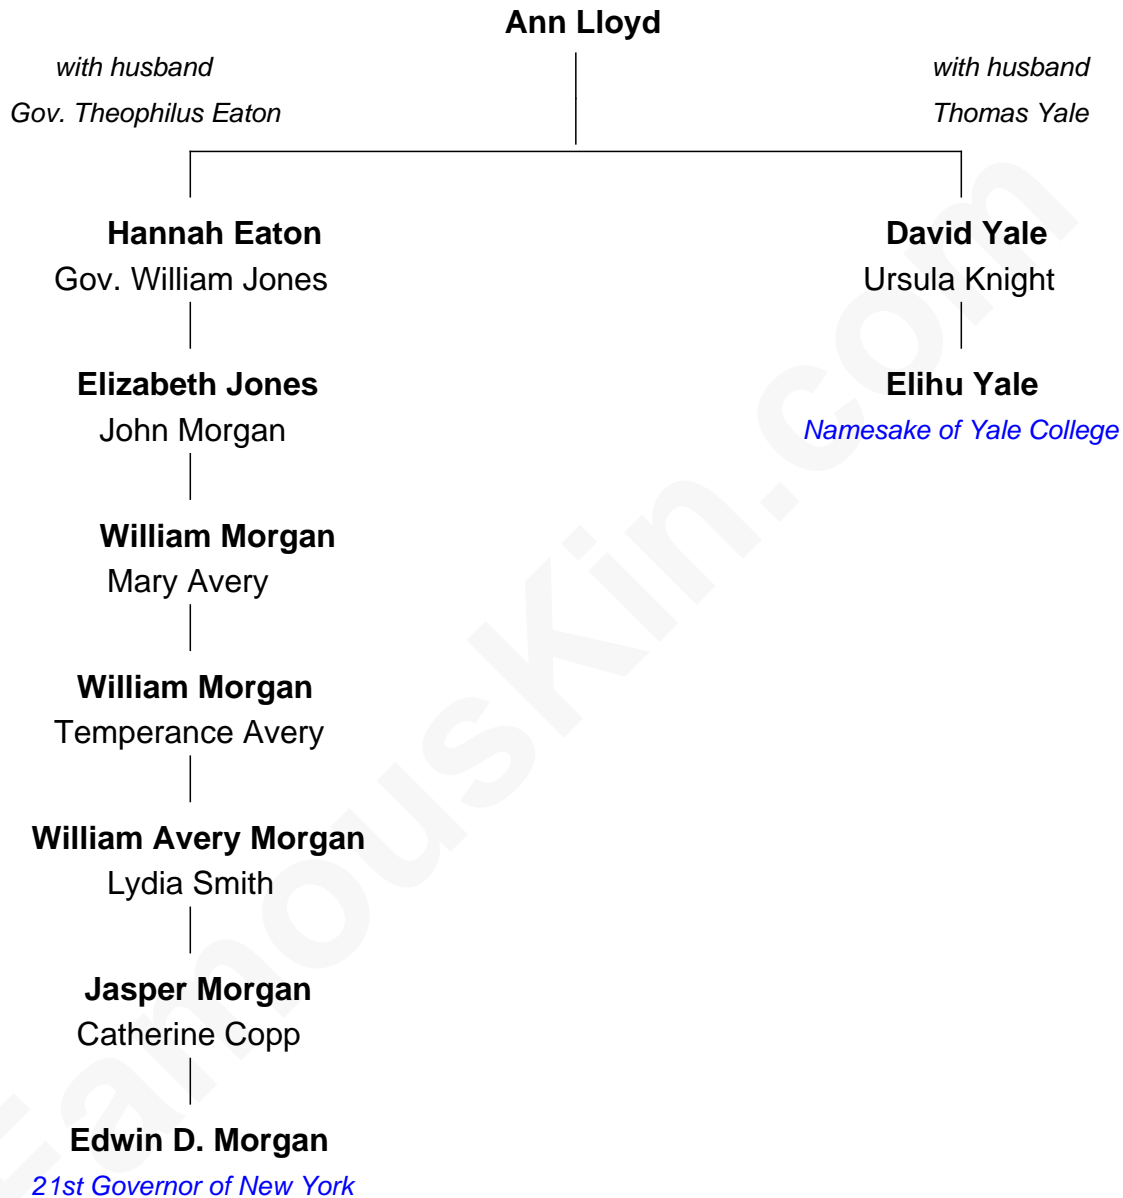 Ann Lloyd
with husband
Gov. Theophilus Eaton
with husband
Thomas Yale
Hannah Eaton
Gov. William Jones
David Yale
Ursula Knight
Elizabeth Jones
John Morgan
Elihu Yale
Namesake of Yale College
William Morgan
Mary Avery
William Morgan
Temperance Avery
William Avery Morgan
Lydia Smith
Jasper Morgan
Catherine Copp
Edwin D. Morgan
21st Governor of New York
FamousKin.com